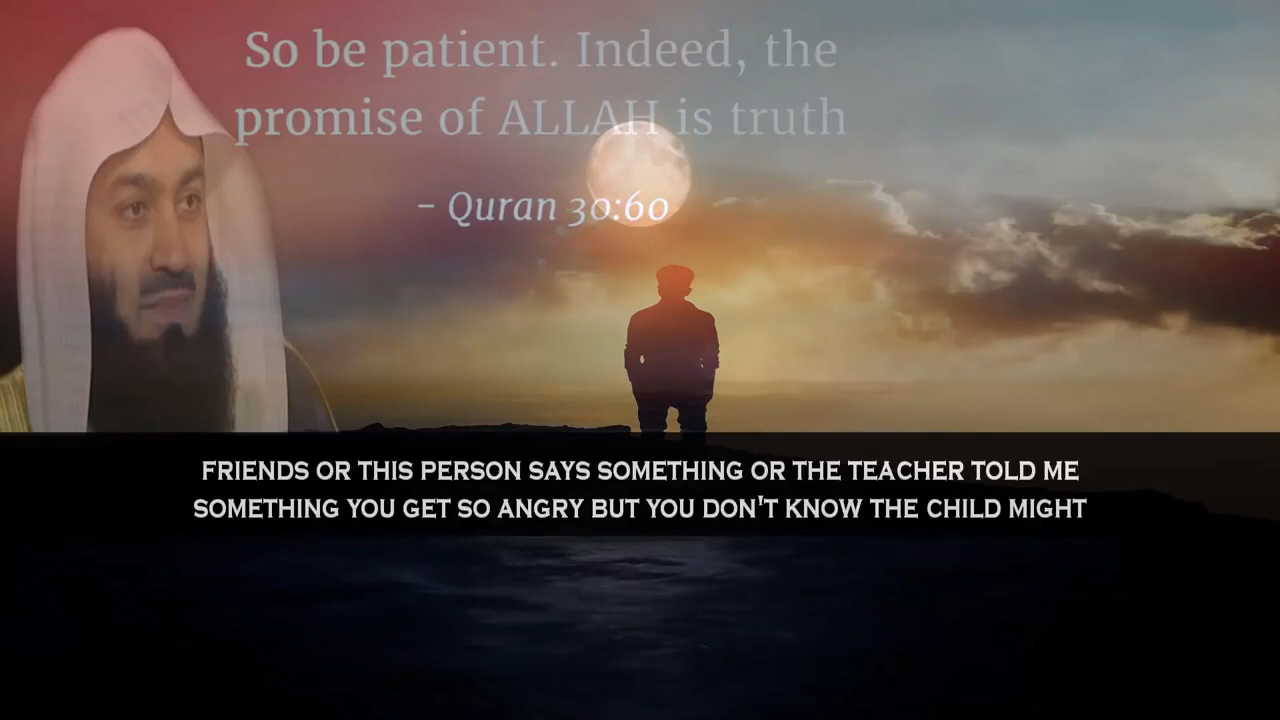 So be patient. Indeed, the
promise of ALLAH is truth
- Quran 30:60
FRIENDS OR THIS PERSON SAYS SOMETHING OR THE TEACHER TOLD ME
SOMETHING YOU GET SO ANGRY BUT YOU DON'T KNOW THE CHILD MIGHT